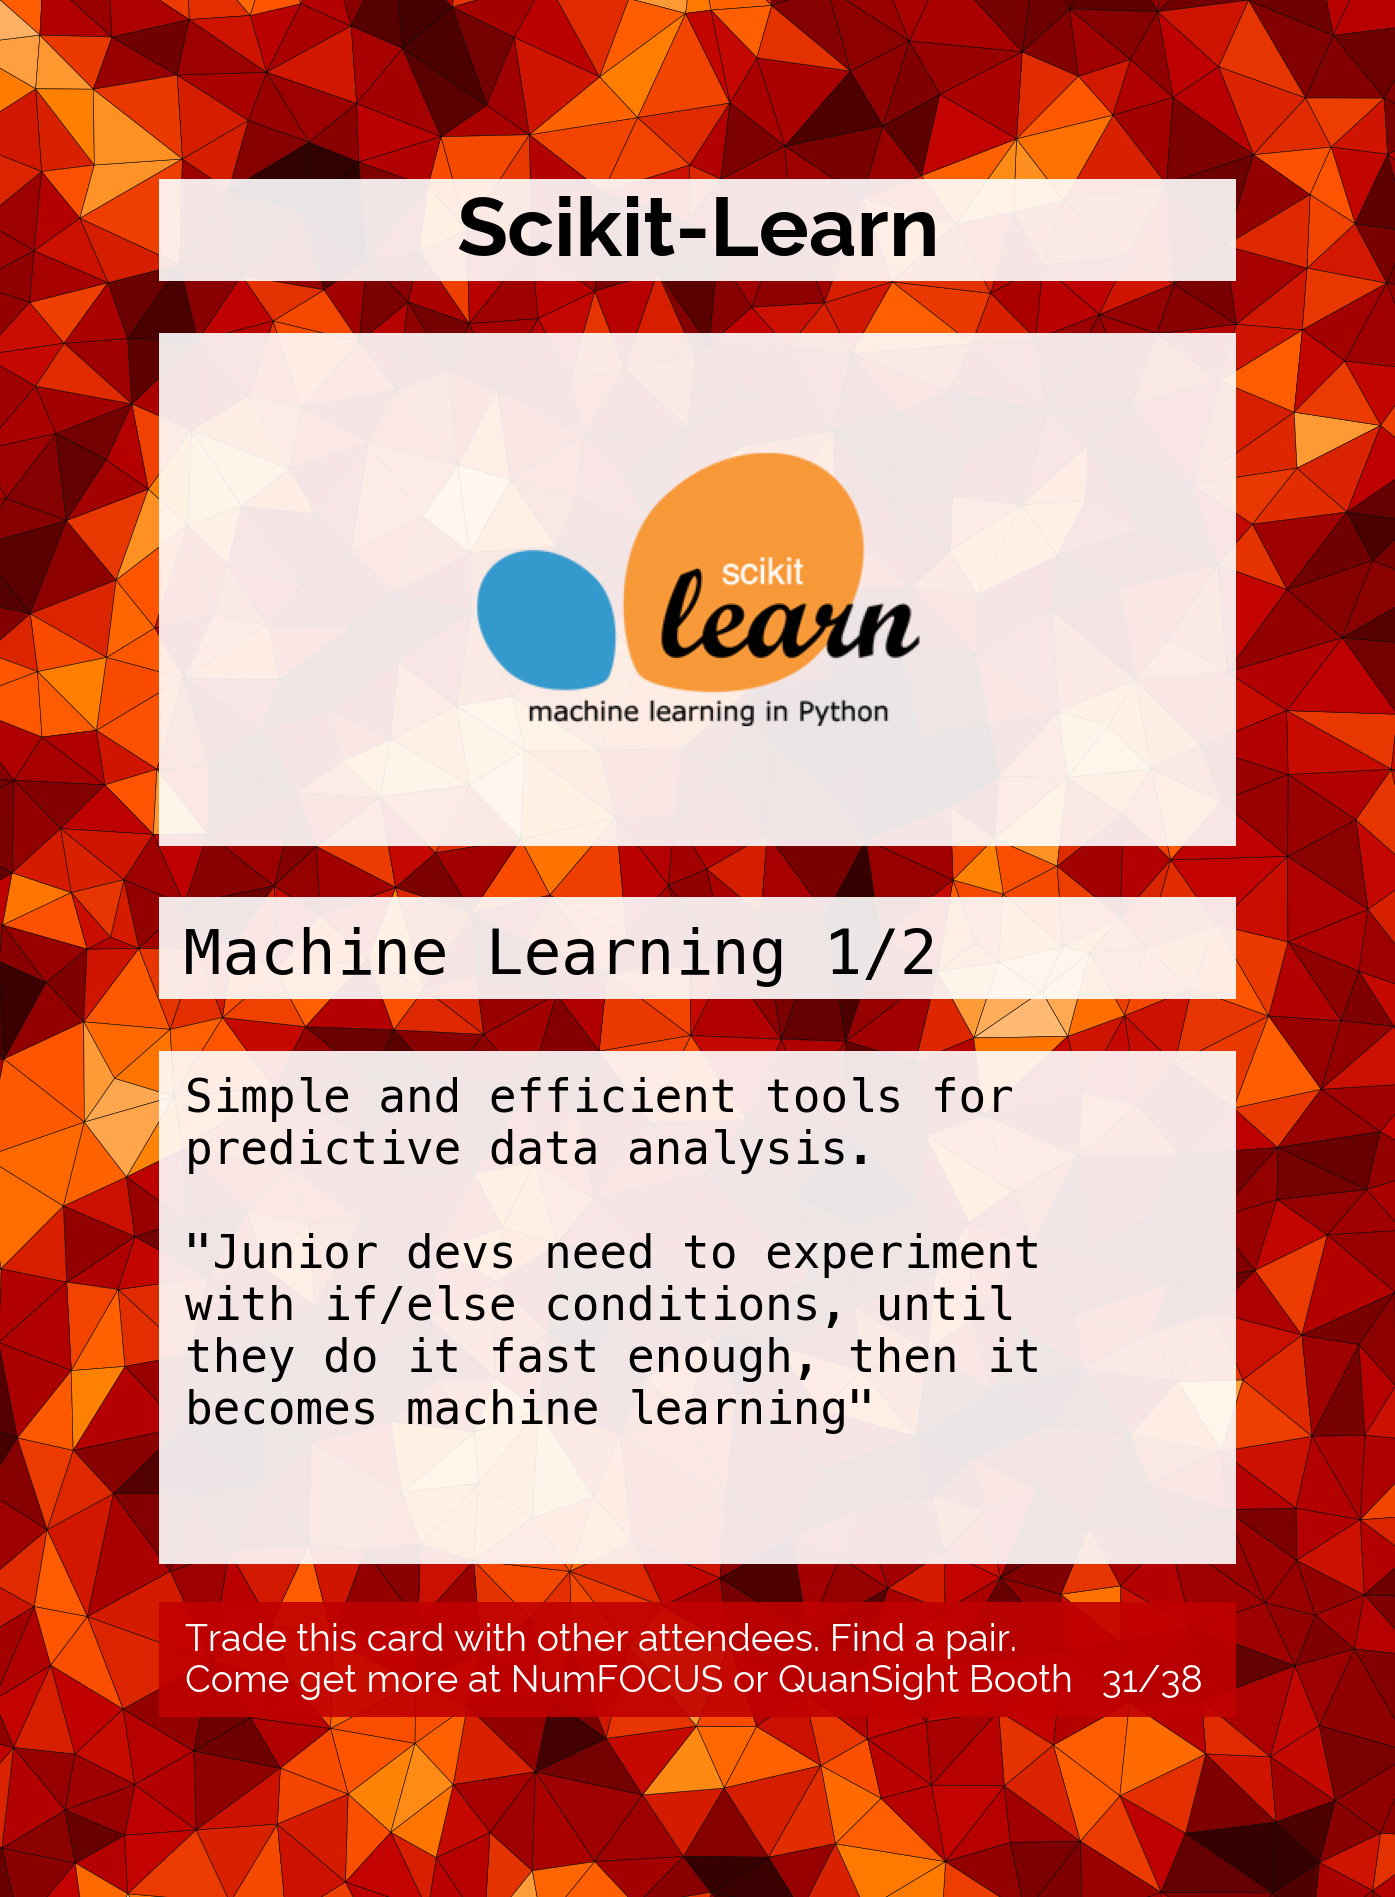 Scikit-Learn
scikit
learn
machine learning in Python
Machine Learning 1/2
Simple and efficient tools for
predictive data analysis.
"Junior devs need to experiment
with if/else conditions, until
they do it fast enough, then it
becomes machine learning"
Trade this card with other attendees. Find a pair.
Come get more at NumFOCUS or QuanSight Booth 31/38